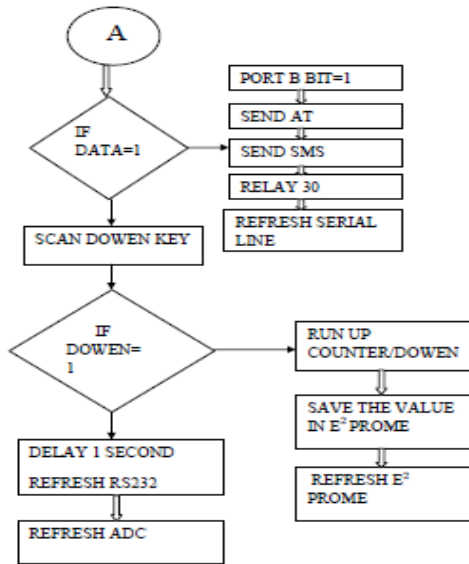 A
IF
DATA=1
PORT B BIT=1
SEND AT
SEND SMS
RELAY 30
REFRESH SERIAL
LINE
SCAN DOWEN KEY
IF
DOWEN=
1
RUN UP
COUNTER/DOWEN
SAVE THE VALUE
IN E² PROME
REFRESH E²
PROME
DELAY 1 SECOND
REFRESH RS232
REFRESH ADC